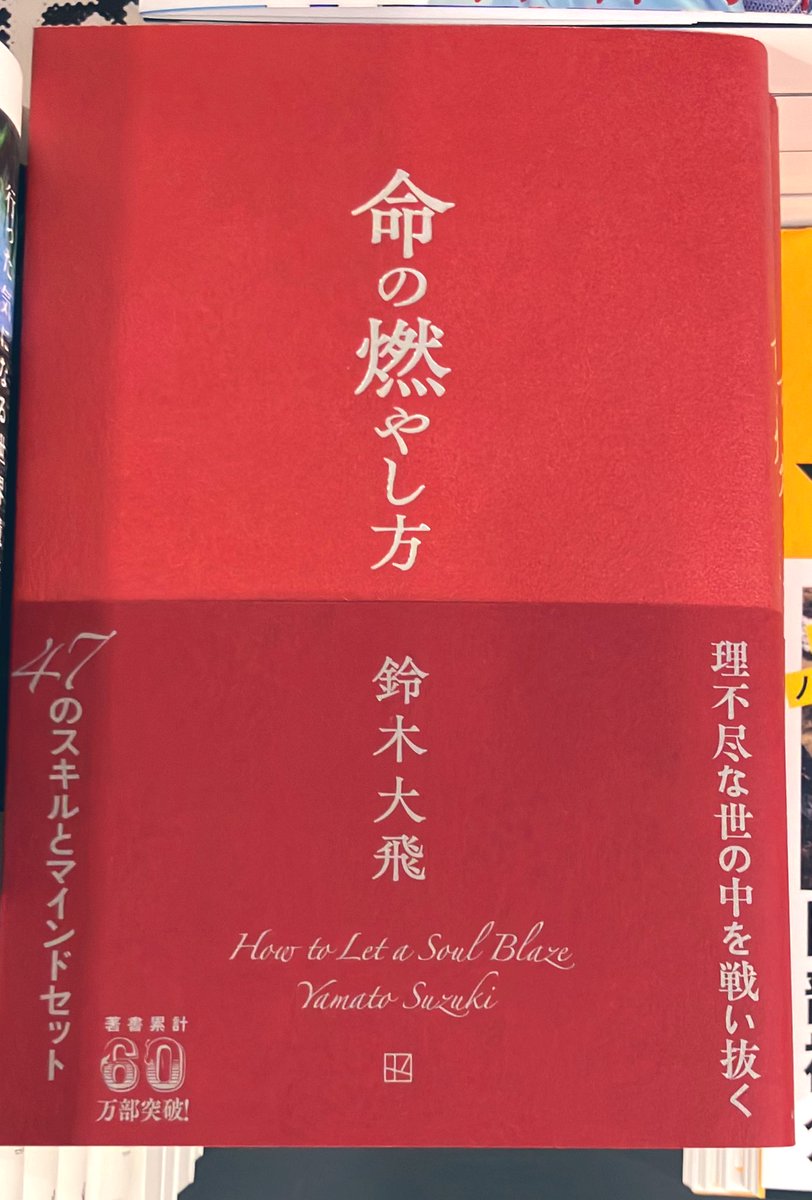 命の燃やし方
鈴木大飛
理不尽な世の中を戦い抜く
47のスキルとマインドセット
How to Let a Soul Blaze
Yamato Suzuki
著書累計
60
万部突破!